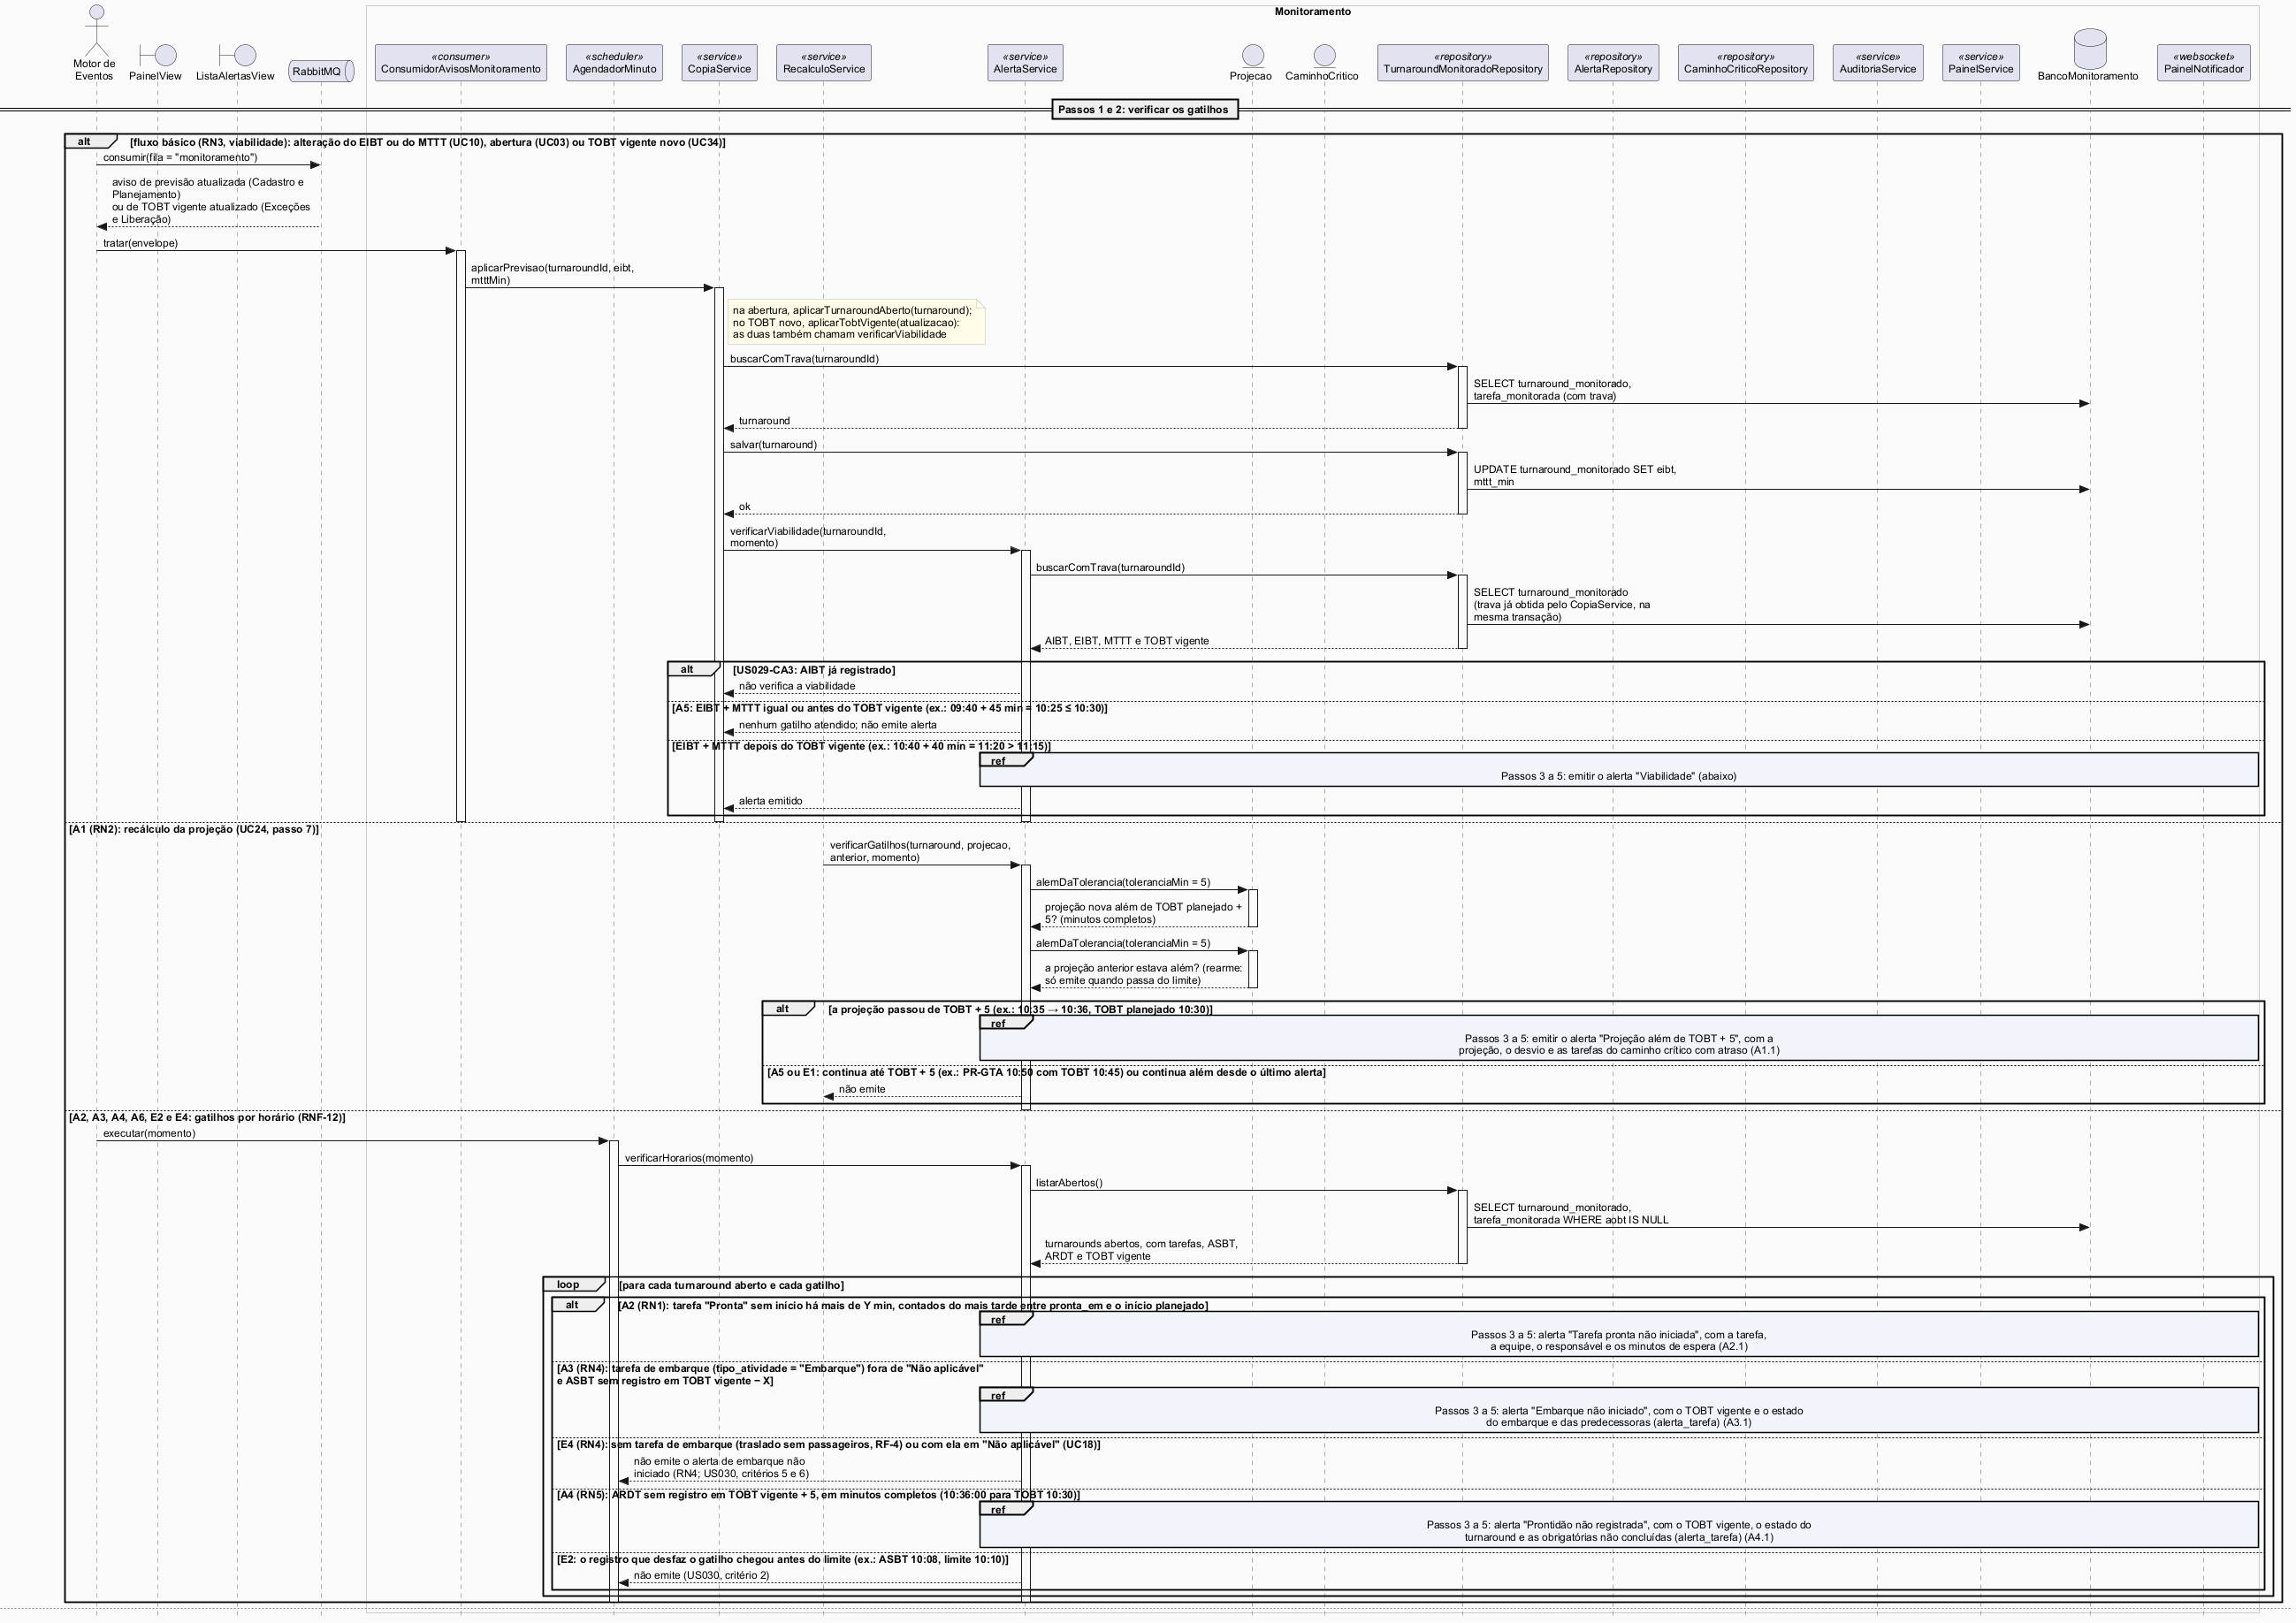 Monitoramento
Motor de
Eventos
PainelView
ListaAlertasView
RabbitMQ
«consumer»
ConsumidorAvisosMonitoramento
«scheduler»
AgendadorMinuto
«service»
CopiaService
«service»
RecalculoService
«service»
AlertaService
Projecao
CaminhoCritico
«repository»
TurnaroundMonitoradoRepository
«repository»
AlertaRepository
«repository»
CaminhoCriticoRepository
«service»
AuditoriaService
«service»
PainelService
BancoMonitoramento
«websocket»
PainelNotificador
Passos 1 e 2: verificar os gatilhos
alt [fluxo básico (RN3, viabilidade): alteração do EIBT ou do MTTT (UC10), abertura (UC03) ou TOBT vigente novo (UC34)]
consumir(fila = "monitoramento")
aviso de previsão atualizada (Cadastro e
Planejamento)
ou de TOBT vigente atualizado (Exceções
e Liberação)
tratar(envelope)
aplicarPrevisao(turnaroundId, eibt,
mtttMin)
na abertura, aplicarTurnaroundAberto(turnaround);
no TOBT novo, aplicarTobtVigente(atualizacao):
as duas também chamam verificarViabilidade
buscarComTrava(turnaroundId)
SELECT turnaround_monitorado,
tarefa_monitorada (com trava)
turnaround
salvar(turnaround)
UPDATE turnaround_monitorado SET eibt,
mttt_min
ok
verificarViabilidade(turnaroundId,
momento)
buscarComTrava(turnaroundId)
SELECT turnaround_monitorado
(trava já obtida pelo CopiaService, na
mesma transação)
AIBT, EIBT, MTTT e TOBT vigente
alt [US029-CA3: AIBT já registrado]
não verifica a viabilidade
[A5: EIBT + MTTT igual ou antes do TOBT vigente (ex.: 09:40 + 45 min = 10:25 ≤ 10:30)]
nenhum gatilho atendido; não emite alerta
[EIBT + MTTT depois do TOBT vigente (ex.: 10:40 + 40 min = 11:20 > 11:15)]
ref
Passos 3 a 5: emitir o alerta "Viabilidade" (abaixo)
alerta emitido
[A1 (RN2): recálculo da projeção (UC24, passo 7)]
verificarGatilhos(turnaround, projecao,
anterior, momento)
alemDaTolerancia(toleranciaMin = 5)
projeção nova além de TOBT planejado +
5? (minutos completos)
alemDaTolerancia(toleranciaMin = 5)
a projeção anterior estava além? (rearme:
só emite quando passa do limite)
alt [a projeção passou de TOBT + 5 (ex.: 10:35 → 10:36, TOBT planejado 10:30)]
ref
Passos 3 a 5: emitir o alerta "Projeção além de TOBT + 5", com a
projeção, o desvio e as tarefas do caminho crítico com atraso (A1.1)
[A5 ou E1: continua até TOBT + 5 (ex.: PR-GTA 10:50 com TOBT 10:45) ou continua além desde o último alerta]
não emite
[A2, A3, A4, A6, E2 e E4: gatilhos por horário (RNF-12)]
executar(momento)
verificarHorarios(momento)
listarAbertos()
SELECT turnaround_monitorado,
tarefa_monitorada WHERE aobt IS NULL
turnarounds abertos, com tarefas, ASBT,
ARDT e TOBT vigente
loop [para cada turnaround aberto e cada gatilho]
alt [A2 (RN1): tarefa "Pronta" sem início há mais de Y min, contados do mais tarde entre pronta_em e o início planejado]
ref
Passos 3 a 5: alerta "Tarefa pronta não iniciada", com a tarefa,
a equipe, o responsável e os minutos de espera (A2.1)
[A3 (RN4): tarefa de embarque (tipo_atividade = "Embarque") fora de "Não aplicável"
e ASBT sem registro em TOBT vigente − X]
ref
Passos 3 a 5: alerta "Embarque não iniciado", com o TOBT vigente e o estado
do embarque e das predecessoras (alerta_tarefa) (A3.1)
[E4 (RN4): sem tarefa de embarque (traslado sem passageiros, RF-4) ou com ela em "Não aplicável" (UC18)]
não emite o alerta de embarque não
iniciado (RN4; US030, critérios 5 e 6)
[A4 (RN5): ARDT sem registro em TOBT vigente + 5, em minutos completos (10:36:00 para TOBT 10:30)]
ref
Passos 3 a 5: alerta "Prontidão não registrada", com o TOBT vigente, o estado do
turnaround e as obrigatórias não concluídas (alerta_tarefa) (A4.1)
[E2: o registro que desfaz o gatilho chegou antes do limite (ex.: ASBT 10:08, limite 10:10)]
não emite (US030, critério 2)